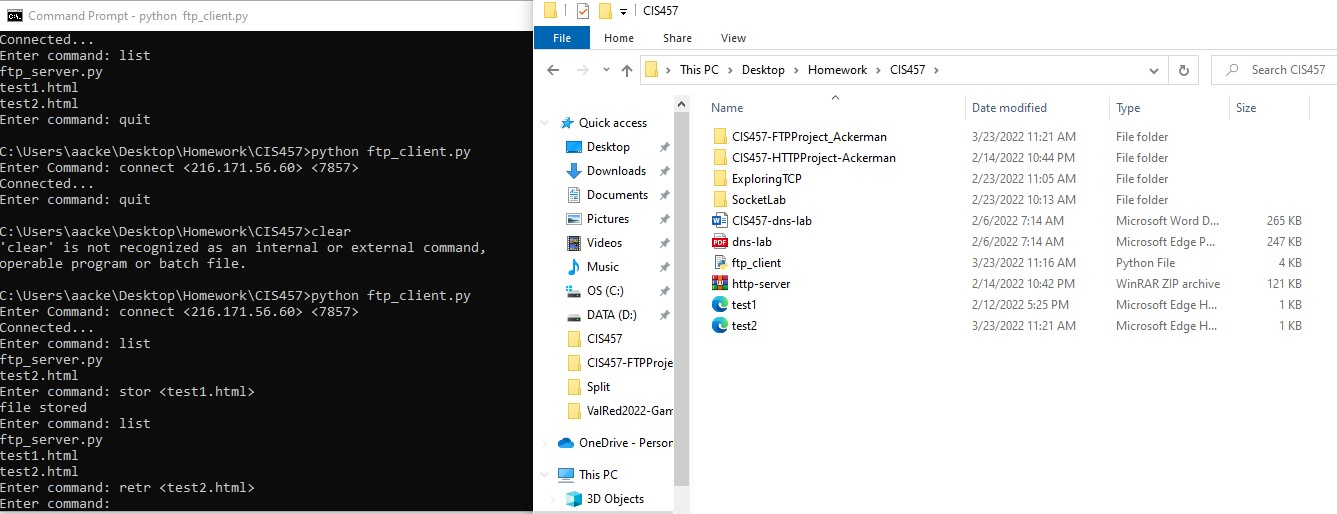 Command Prompt - python ftp_client.py
Connected...
Enter command: list
ftp_server.py
test1.html
test2.html
Enter command: quit
C:\Users\aacke\Desktop\Homework\CIS457>python ftp_client.py
Enter Command: connect <216.171.56.60> <7857>
Connected...
Enter command: quit
C:\Users\aacke\Desktop\Homework\CIS457>clear
'clear' is not recognized as an internal or external command,
operable program or batch file.
C:\Users\aacke\Desktop\Homework\CIS457>python ftp_client.py
Enter Command: connect <216.171.56.60> <7857>
Connected...
Enter command: list
ftp_server.py
test2.html
Enter command: stor <test1.html>
file stored
Enter command: list
ftp_server.py
test1.html
test2.html
Enter command: retr <test2.html>
Enter command:
CIS457
File Home Share View
This PC > Desktop > Homework > CIS457 >
Search CIS457
Quick access
Desktop
Downloads
Documents
Pictures
Videos
Music
OS (C:)
DATA (D:)
CIS457
CIS457-FTPProje
Split
ValRed2022-Gam
OneDrive - Person
This PC
3D Objects
Name Date modified Type Size
CIS457-FTPProject_Ackerman 3/23/2022 11:21 AM File folder
CIS457-HTTPProject-Ackerman 2/14/2022 10:44 PM File folder
ExploringTCP 2/23/2022 11:05 AM File folder
SocketLab 2/23/2022 10:13 AM File folder
CIS457-dns-lab 2/6/2022 7:14 AM Microsoft Word D... 265 KB
dns-lab 2/6/2022 7:14 AM Microsoft Edge P... 247 KB
ftp_client 3/23/2022 11:16 AM Python File 4 KB
http-server 2/14/2022 10:42 PM WinRAR ZIP archive 121 KB
test1 2/12/2022 5:25 PM Microsoft Edge H... 1 KB
test2 3/23/2022 11:21 AM Microsoft Edge H... 1 KB